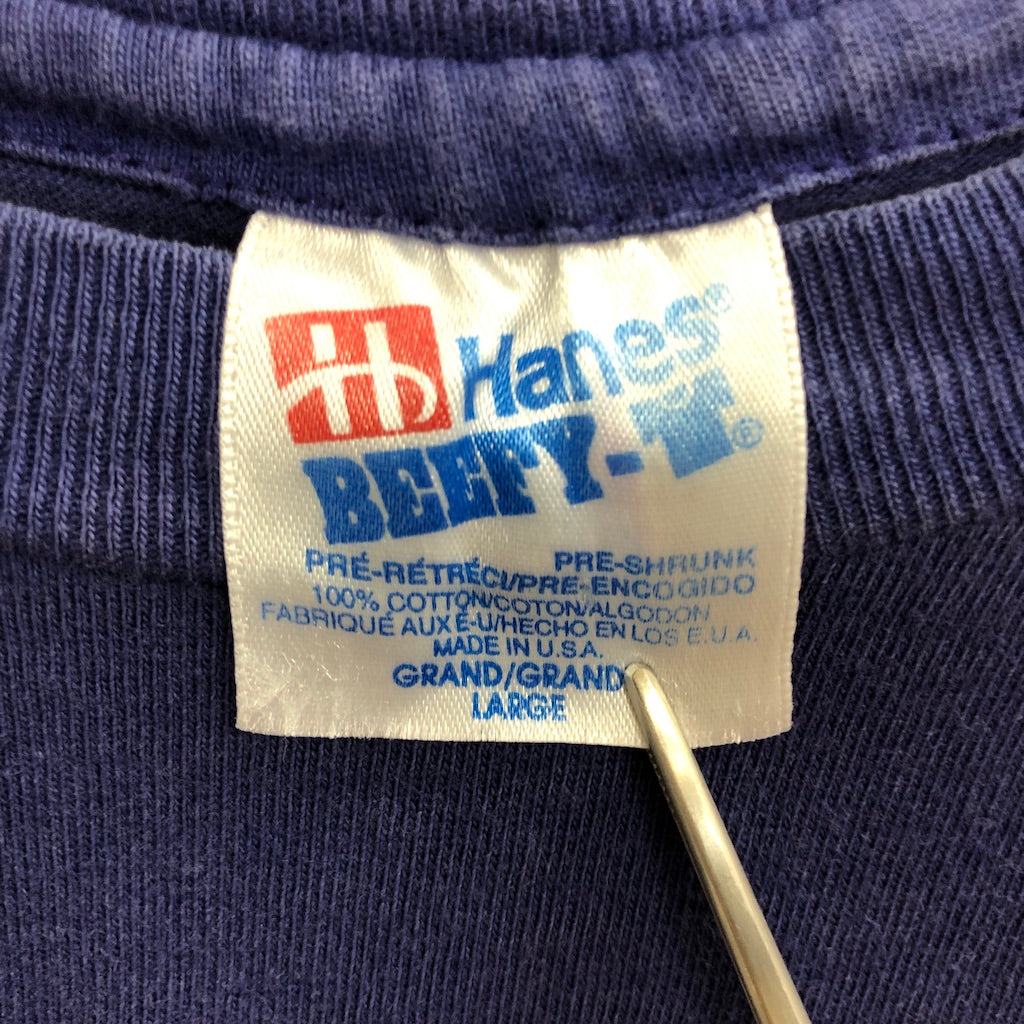 Hanes®
BEEFY-T®
PRÉ-RÉTRÉCI/PRE-SHRUNK
PRE-ENCOGIDO
100% COTTON/COTON/ALGODON
FABRIQUÉ AUX É-U/HECHO EN LOS E.U.A.
MADE IN U.S.A.
GRAND/GRAND
LARGE